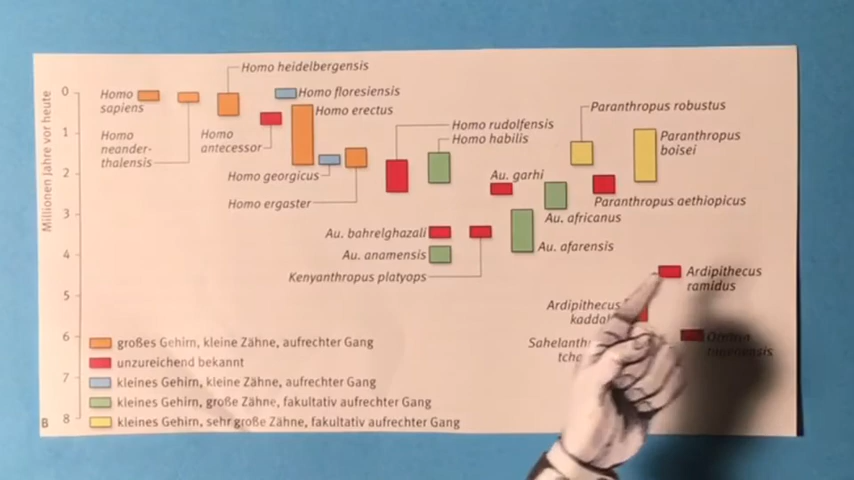 Homo heidelbergensis
Millionen Jahre vor heute
0
1
2
3
4
5
6
7
8
Homo
sapiens
Homo floresiensis
Homo erectus
Homo
neander-
thalensis
Homo
antecessor
Homo georgicus
Homo ergaster
Homo rudolfensis
Homo habilis
Paranthropus robustus
Paranthropus
boisei
Au. garhi
Paranthropus aethiopicus
Au. africanus
Au. bahrelghazali
Au. anamensis
Au. afarensis
Kenyanthropus platyops
Ardipithecus
ramidus
Ardipithecus
großes Gehirn, kleine Zähne, aufrechter Gang
unzureichend bekannt
kleines Gehirn, kleine Zähne, aufrechter Gang
kleines Gehirn, große Zähne, fakultativ aufrechter Gang
kleines Gehirn, sehr große Zähne, fakultativ aufrechter Gang
B